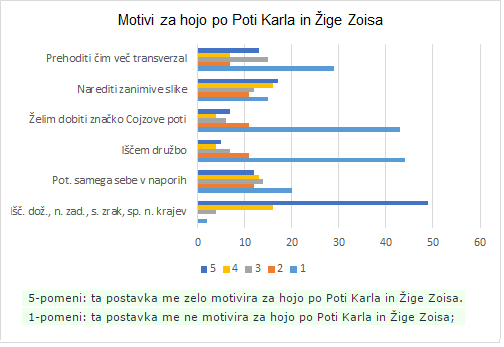 Motivi za hojo po Poti Karla in Žige Zoisa
Prehoditi čim več transverzal
Narediti zanimive slike
Želim dobiti značko Cojzove poti
Iščem družbo
Pot. samega sebe v naporih
Išč. dož., n. zad., s. zrak, sp. n. krajev
0 10 20 30 40 50 60
5 4 3 2 1
5-pomeni: ta postavka me zelo motivira za hojo po Poti Karla in Žige Zoisa.
1-pomeni: ta postavka me ne motivira za hojo po Poti Karla in Žige Zoisa;